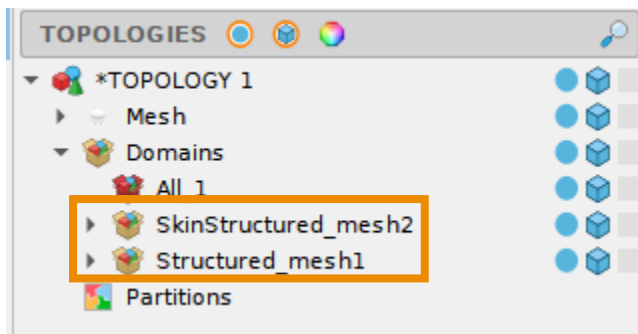 TOPOLOGIES
*TOPOLOGY 1
Mesh
Domains
All_1
SkinStructured_mesh2
Structured_mesh1
Partitions